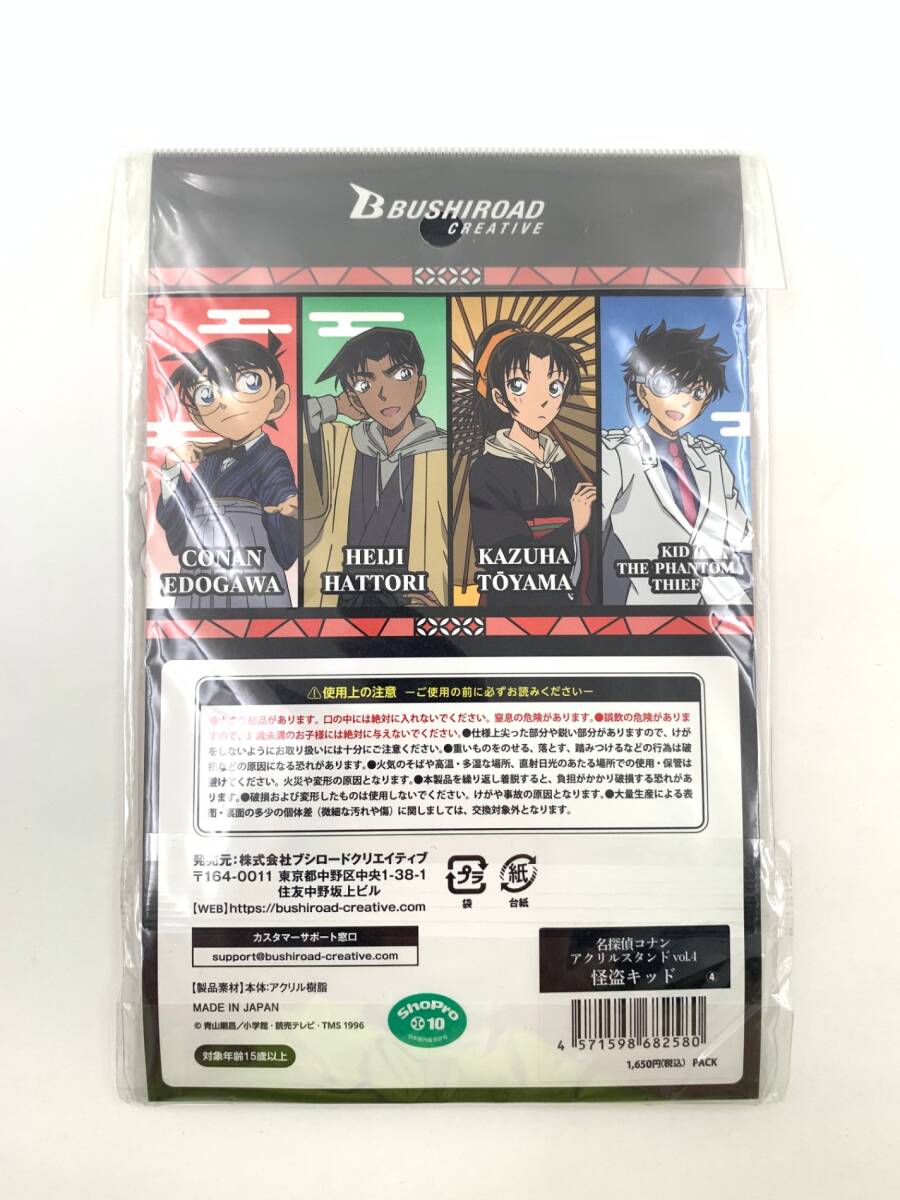 BUSHIROAD
CREATIVE
CONAN
EDOGAWA
HEIJI
HATTORI
KAZUHA
TŌYAMA
KID
THE PHANTOM
THIEF
⚠使用上の注意 ーご使用の前に必ずお読みくださいー
●小さな部品があります。口の中には絶対に入れないでください。窒息の危険があります。●誤飲の危険がありま
すので、3歳未満のお子様には絶対に与えないでください。●仕様上尖った部分や鋭い部分がありますので、けが
をしないようにお取り扱いには十分にご注意ください。●重いものをのせる、落とす、踏みつけるなどの行為は破
損などの原因になる恐れがあります。●火気のそばや高温・多湿な場所、直射日光のあたる場所での使用・保管は
避けてください。火災や変形の原因となります。●本製品を繰り返し着脱すると、負担がかかり破損する恐れがあ
ります。●破損および変形したものは使用しないでください。けがや事故の原因となります。●大量生産による表
面・裏面の多少の個体差（微細な汚れや傷）に関しましては、交換対象外となります。
発売元：株式会社ブシロードクリエイティブ
〒164-0011 東京都中野区中央1-38-1
住友中野坂上ビル
【WEB】https://bushiroad-creative.com
プラ
袋
紙
台紙
カスタマーサポート窓口
support@bushiroad-creative.com
【製品素材】本体：アクリル樹脂
MADE IN JAPAN
© 青山剛昌／小学館・読売テレビ・TMS 1996
対象年齢15歳以上
ShoPro
10
名探偵コナン
アクリルスタンド vol.4
怪盗キッド ④
4 571598 682580
1,650円(税込) PACK